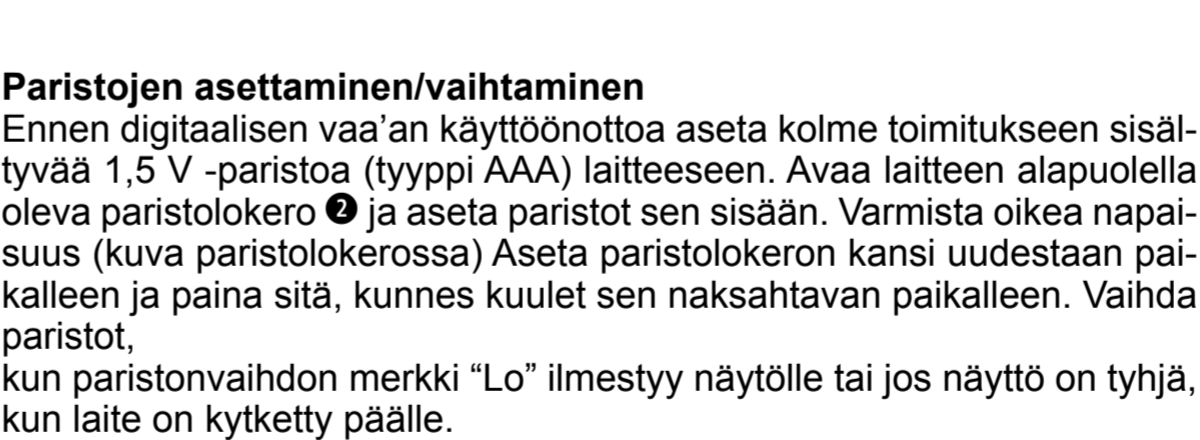 Paristojen asettaminen/vaihtaminen
Ennen digitaalisen vaa’an käyttöönottoa aseta kolme toimitukseen sisäl-
tyvää 1,5 V -paristoa (tyyppi AAA) laitteeseen. Avaa laitteen alapuolella
oleva paristolokero ❷ ja aseta paristot sen sisään. Varmista oikea napai-
suus (kuva paristolokerossa) Aseta paristolokeron kansi uudestaan pai-
kalleen ja paina sitä, kunnes kuulet sen naksahtavan paikalleen. Vaihda
paristot,
kun paristonvaihdon merkki “Lo” ilmestyy näytölle tai jos näyttö on tyhjä,
kun laite on kytketty päälle.